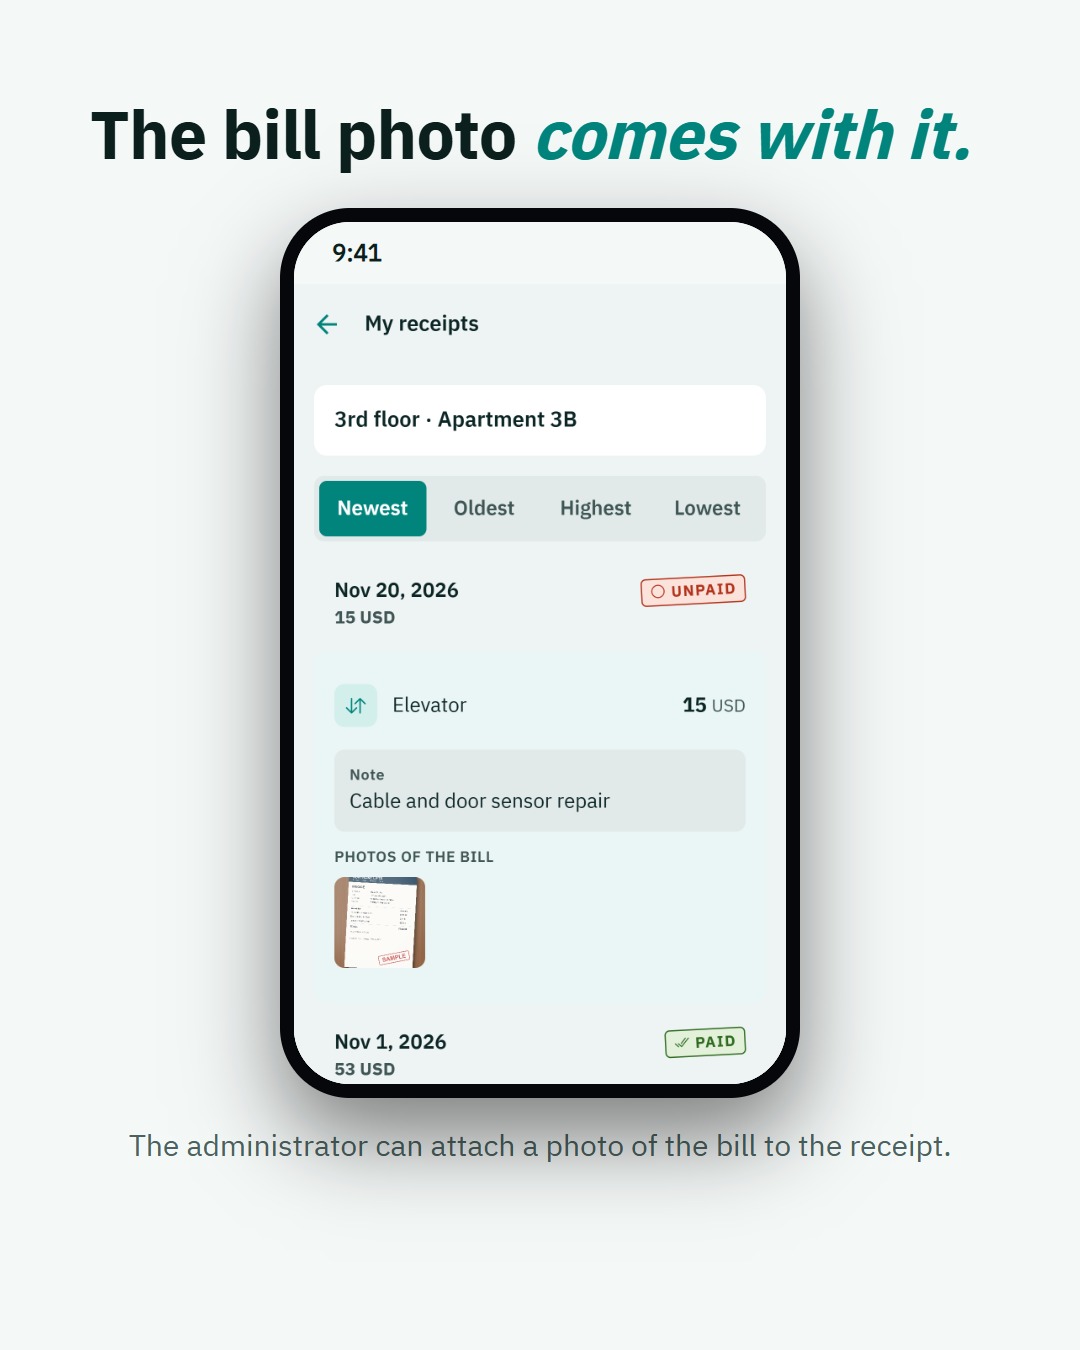 The bill photo comes with it.
9:41
My receipts
3rd floor · Apartment 3B
Newest Oldest Highest Lowest
Nov 20, 2026
UNPAID
15 USD
Elevator
15 USD
Note
Cable and door sensor repair
PHOTOS OF THE BILL
SAMPLE
Nov 1, 2026
PAID
53 USD
The administrator can attach a photo of the bill to the receipt.